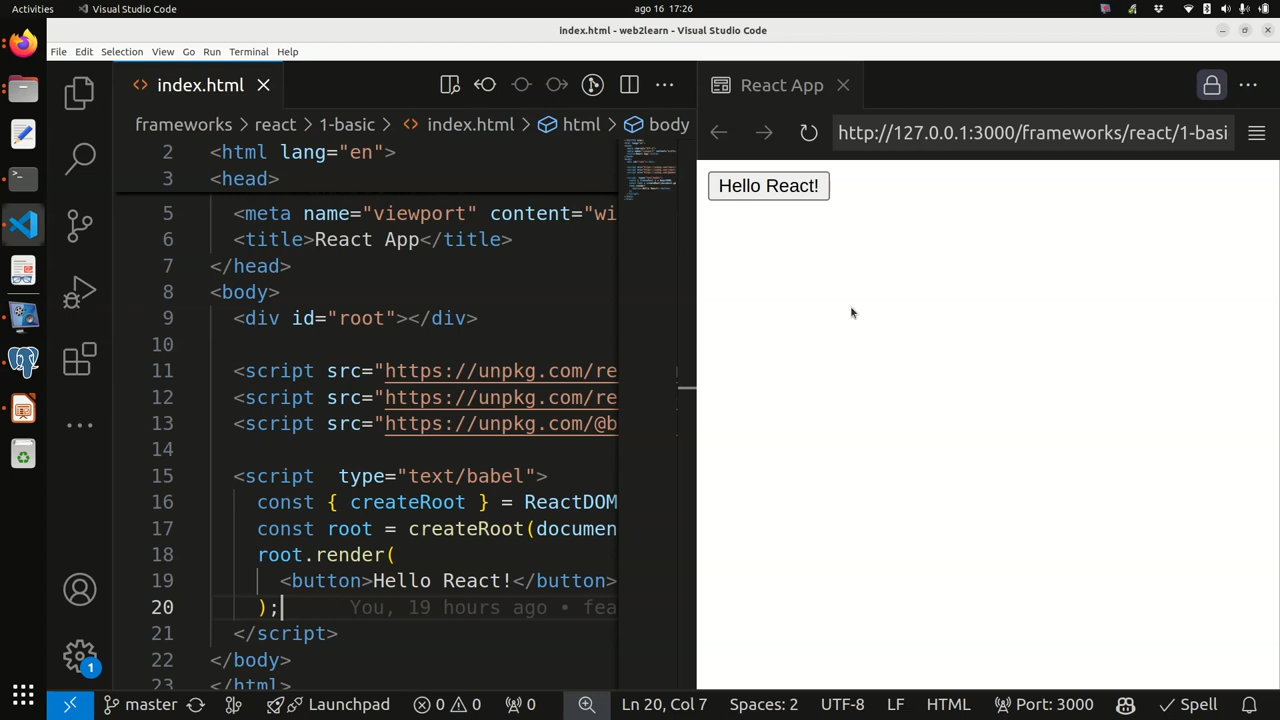 Activities Visual Studio Code ago 16 17:26
index.html - web2learn - Visual Studio Code
File Edit Selection View Go Run Terminal Help
index.html
React App
frameworks > react > 1-basic > index.html > html > body
http://127.0.0.1:3000/frameworks/react/1-basi
2 <html lang="en">
3 <head>
5 <meta name="viewport" content="wi
6 <title>React App</title>
7 </head>
8 <body>
9 <div id="root"></div>
10
11 <script src="https://unpkg.com/re
12 <script src="https://unpkg.com/re
13 <script src="https://unpkg.com/@b
14
15 <script  type="text/babel">
16 const { createRoot } = ReactDOM
17 const root = createRoot(documen
18 root.render(
19 <button>Hello React!</button>
20 ); You, 19 hours ago • fea
21 </script>
22 </body>
23 </html>
Hello React!
1
master Launchpad 0 0 0 Ln 20, Col 7 Spaces: 2 UTF-8 LF HTML Port: 3000 Spell